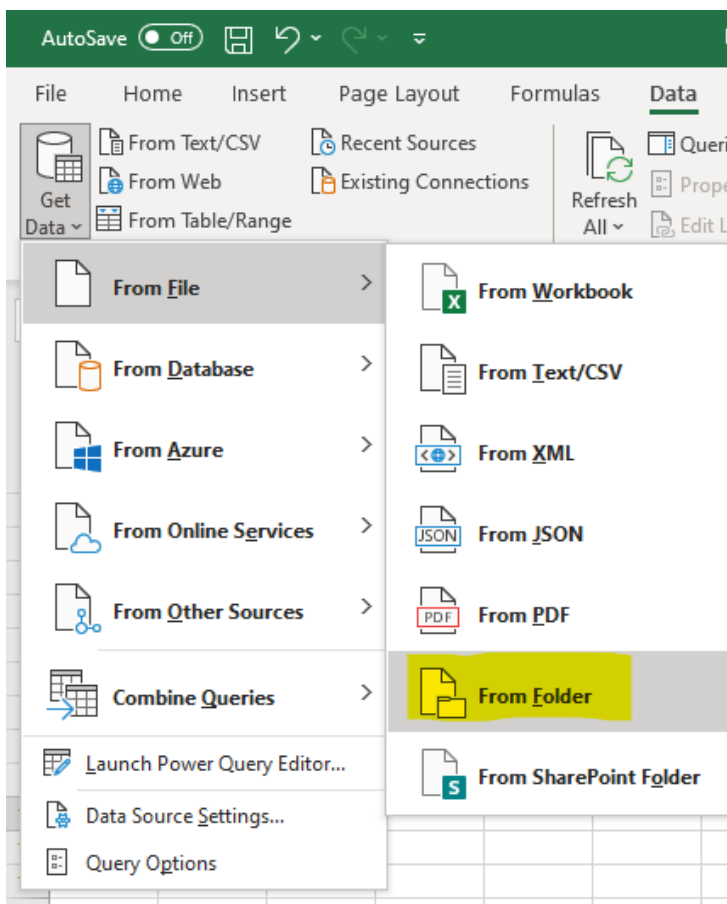 AutoSave Off
File Home Insert Page Layout Formulas Data
From Text/CSV
From Web
From Table/Range
Get
Data
Recent Sources
Existing Connections
Refresh
All
From File
From Database
From Azure
From Online Services
From Other Sources
Combine Queries
Launch Power Query Editor...
Data Source Settings...
Query Options
From Workbook
From Text/CSV
From XML
JSON From JSON
PDF From PDF
From Folder
From SharePoint Folder